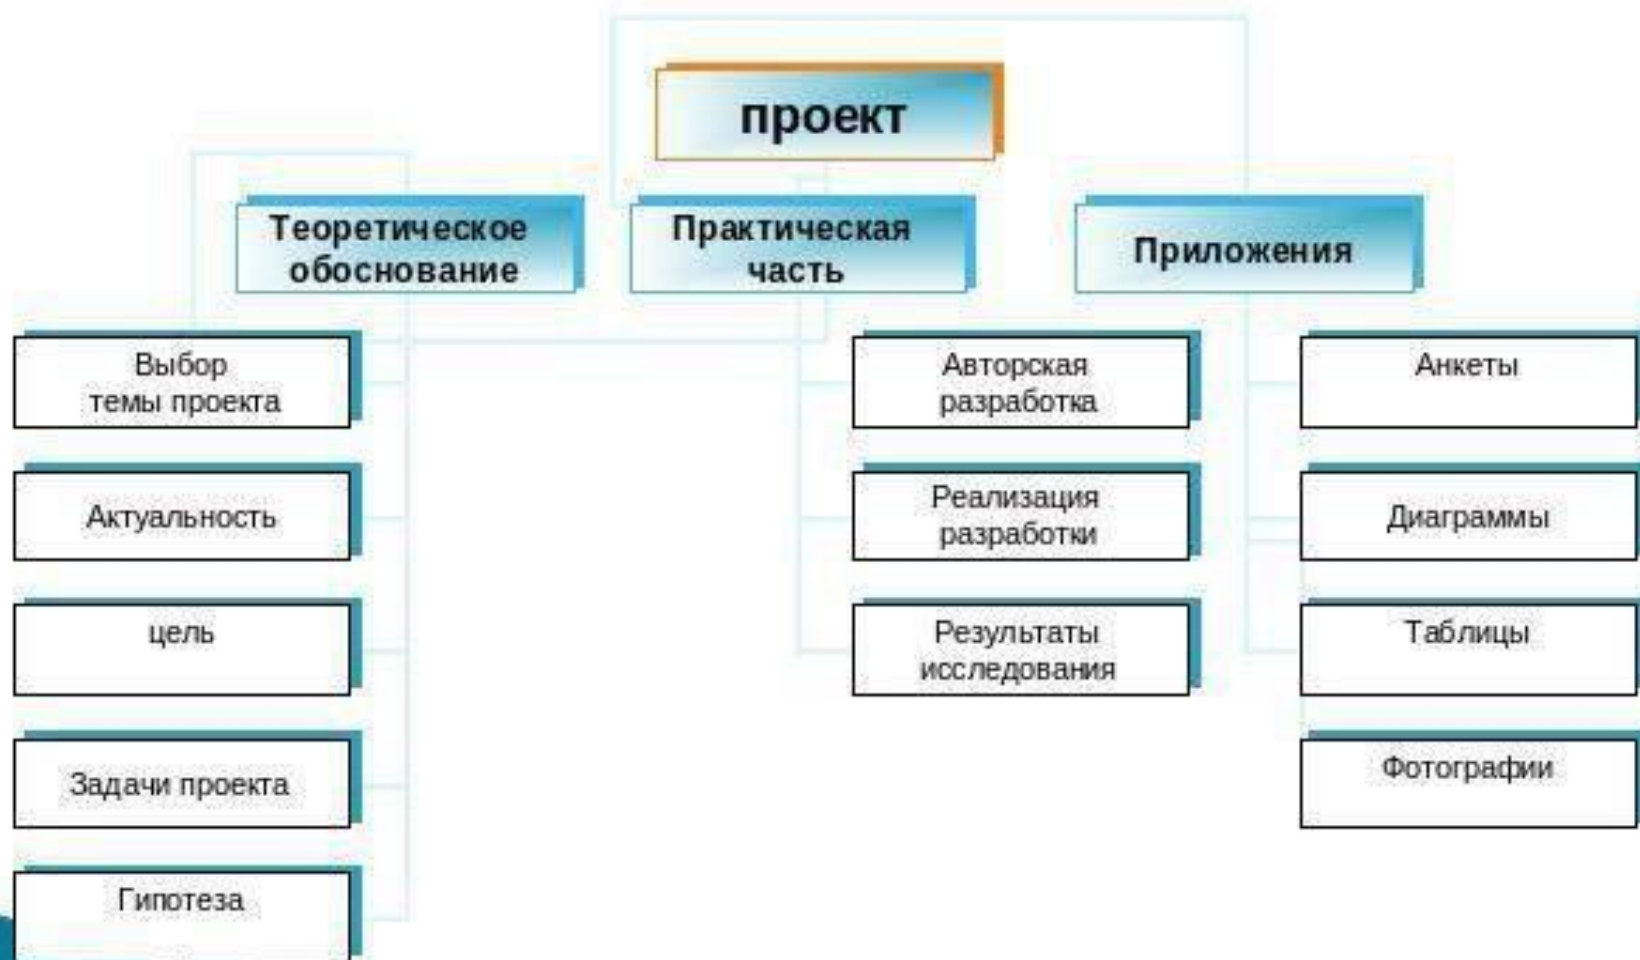 проект
Теоретическое
обоснование
Практическая
часть
Приложения
Выбор
темы проекта
Актуальность
цель
Задачи проекта
Гипотеза
Авторская
разработка
Реализация
разработки
Результаты
исследования
Анкеты
Диаграммы
Таблицы
Фотографии